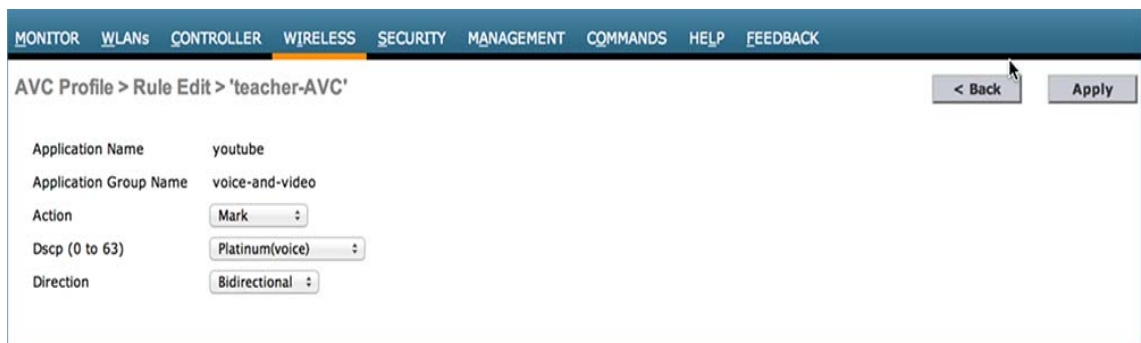 MONITOR WLANs CONTROLLER WIRELESS SECURITY MANAGEMENT COMMANDS HELP FEEDBACK
AVC Profile > Rule Edit > 'teacher-AVC'
< Back Apply
Application Name youtube
Application Group Name voice-and-video
Action Mark
Dscp (0 to 63) Platinum(voice)
Direction Bidirectional